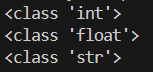 <class 'int'>
<class 'float'>
<class 'str'>